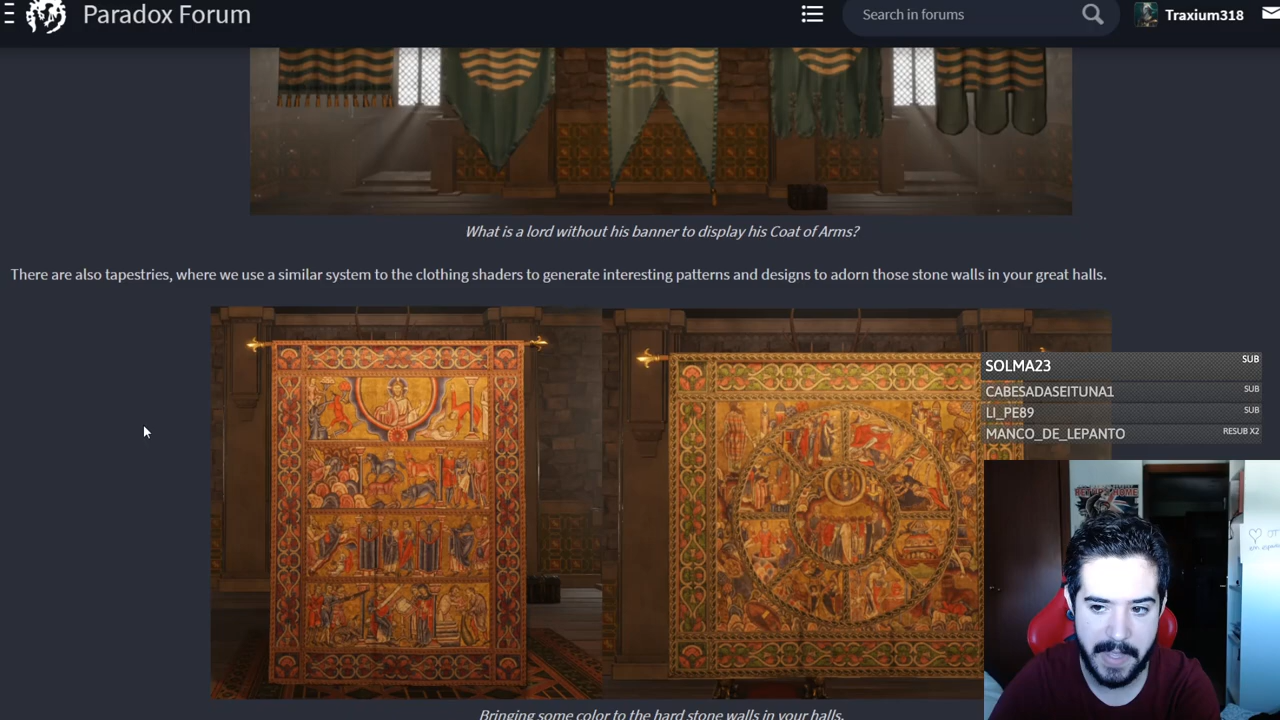 Paradox Forum
Search in forums
Traxium318
What is a lord without his banner to display his Coat of Arms?
There are also tapestries, where we use a similar system to the clothing shaders to generate interesting patterns and designs to adorn those stone walls in your great halls.
SOLMA23 SUB
CABESADASEITUNA1 SUB
LI_PE89 SUB
MANCO_DE_LEPANTO RESUB X2
Bringing some color to the hard stone walls in your halls.